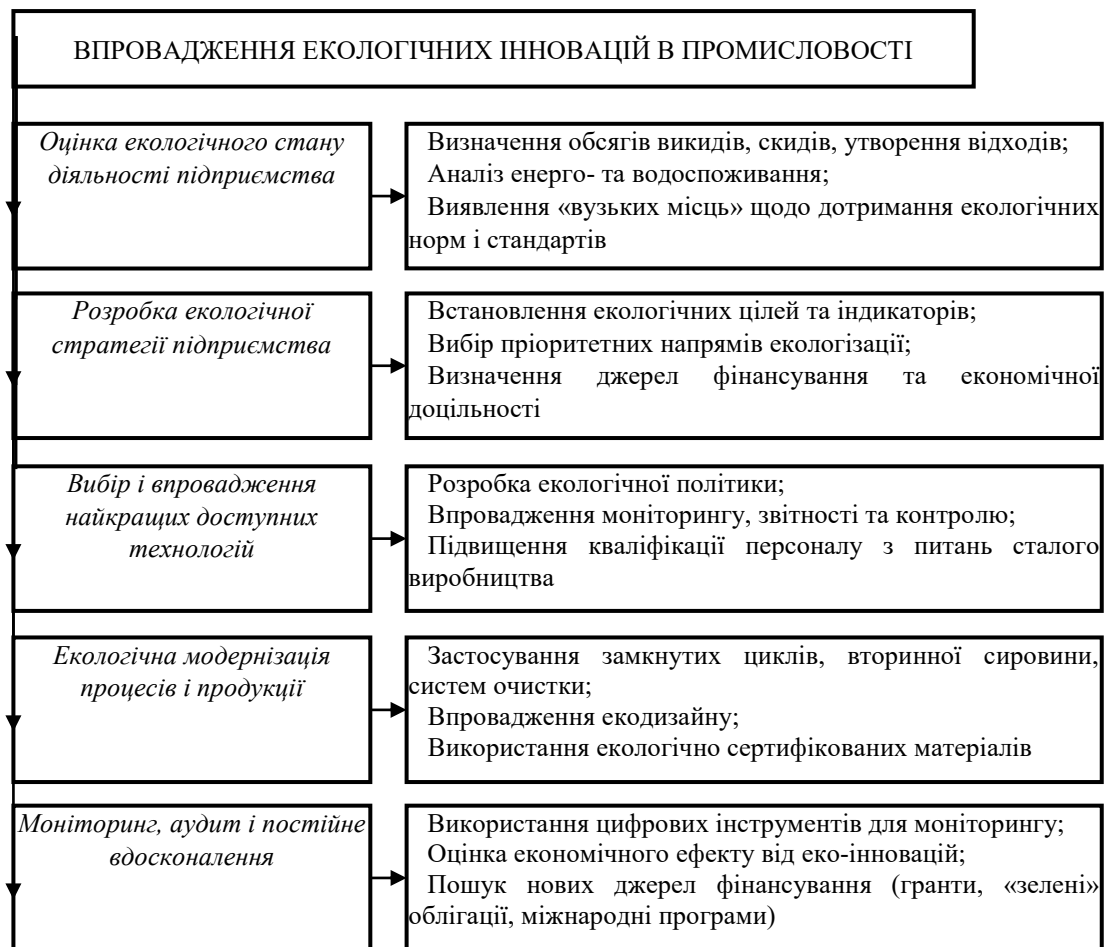 ВПРОВАДЖЕННЯ ЕКОЛОГІЧНИХ ІННОВАЦІЙ В ПРОМИСЛОВОСТІ
Оцінка екологічного стану
діяльності підприємства
Визначення обсягів викидів, скидів, утворення відходів;
Аналіз енерго- та водоспоживання;
Виявлення «вузьких місць» щодо дотримання екологічних
норм і стандартів
Розробка екологічної
стратегії підприємства
Встановлення екологічних цілей та індикаторів;
Вибір пріоритетних напрямів екологізації;
Визначення джерел фінансування та економічної
доцільності
Вибір і впровадження
найкращих доступних
технологій
Розробка екологічної політики;
Впровадження моніторингу, звітності та контролю;
Підвищення кваліфікації персоналу з питань сталого
виробництва
Екологічна модернізація
процесів і продукції
Застосування замкнутих циклів, вторинної сировини,
систем очистки;
Впровадження екодизайну;
Використання екологічно сертифікованих матеріалів
Моніторинг, аудит і постійне
вдосконалення
Використання цифрових інструментів для моніторингу;
Оцінка економічного ефекту від еко-інновацій;
Пошук нових джерел фінансування (гранти, «зелені»
облігації, міжнародні програми)